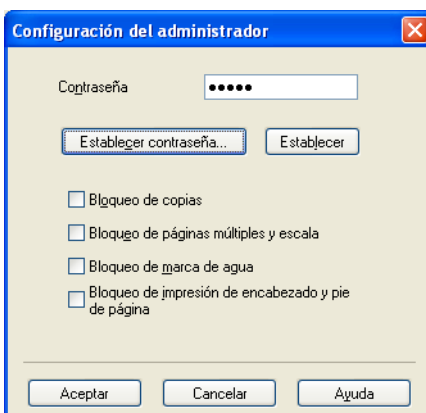 Configuración del administrador
Contraseña •••••
Establecer contraseña... Establecer
Bloqueo de copias
Bloqueo de páginas múltiples y escala
Bloqueo de marca de agua
Bloqueo de impresión de encabezado y pie
de página
Aceptar Cancelar Ayuda